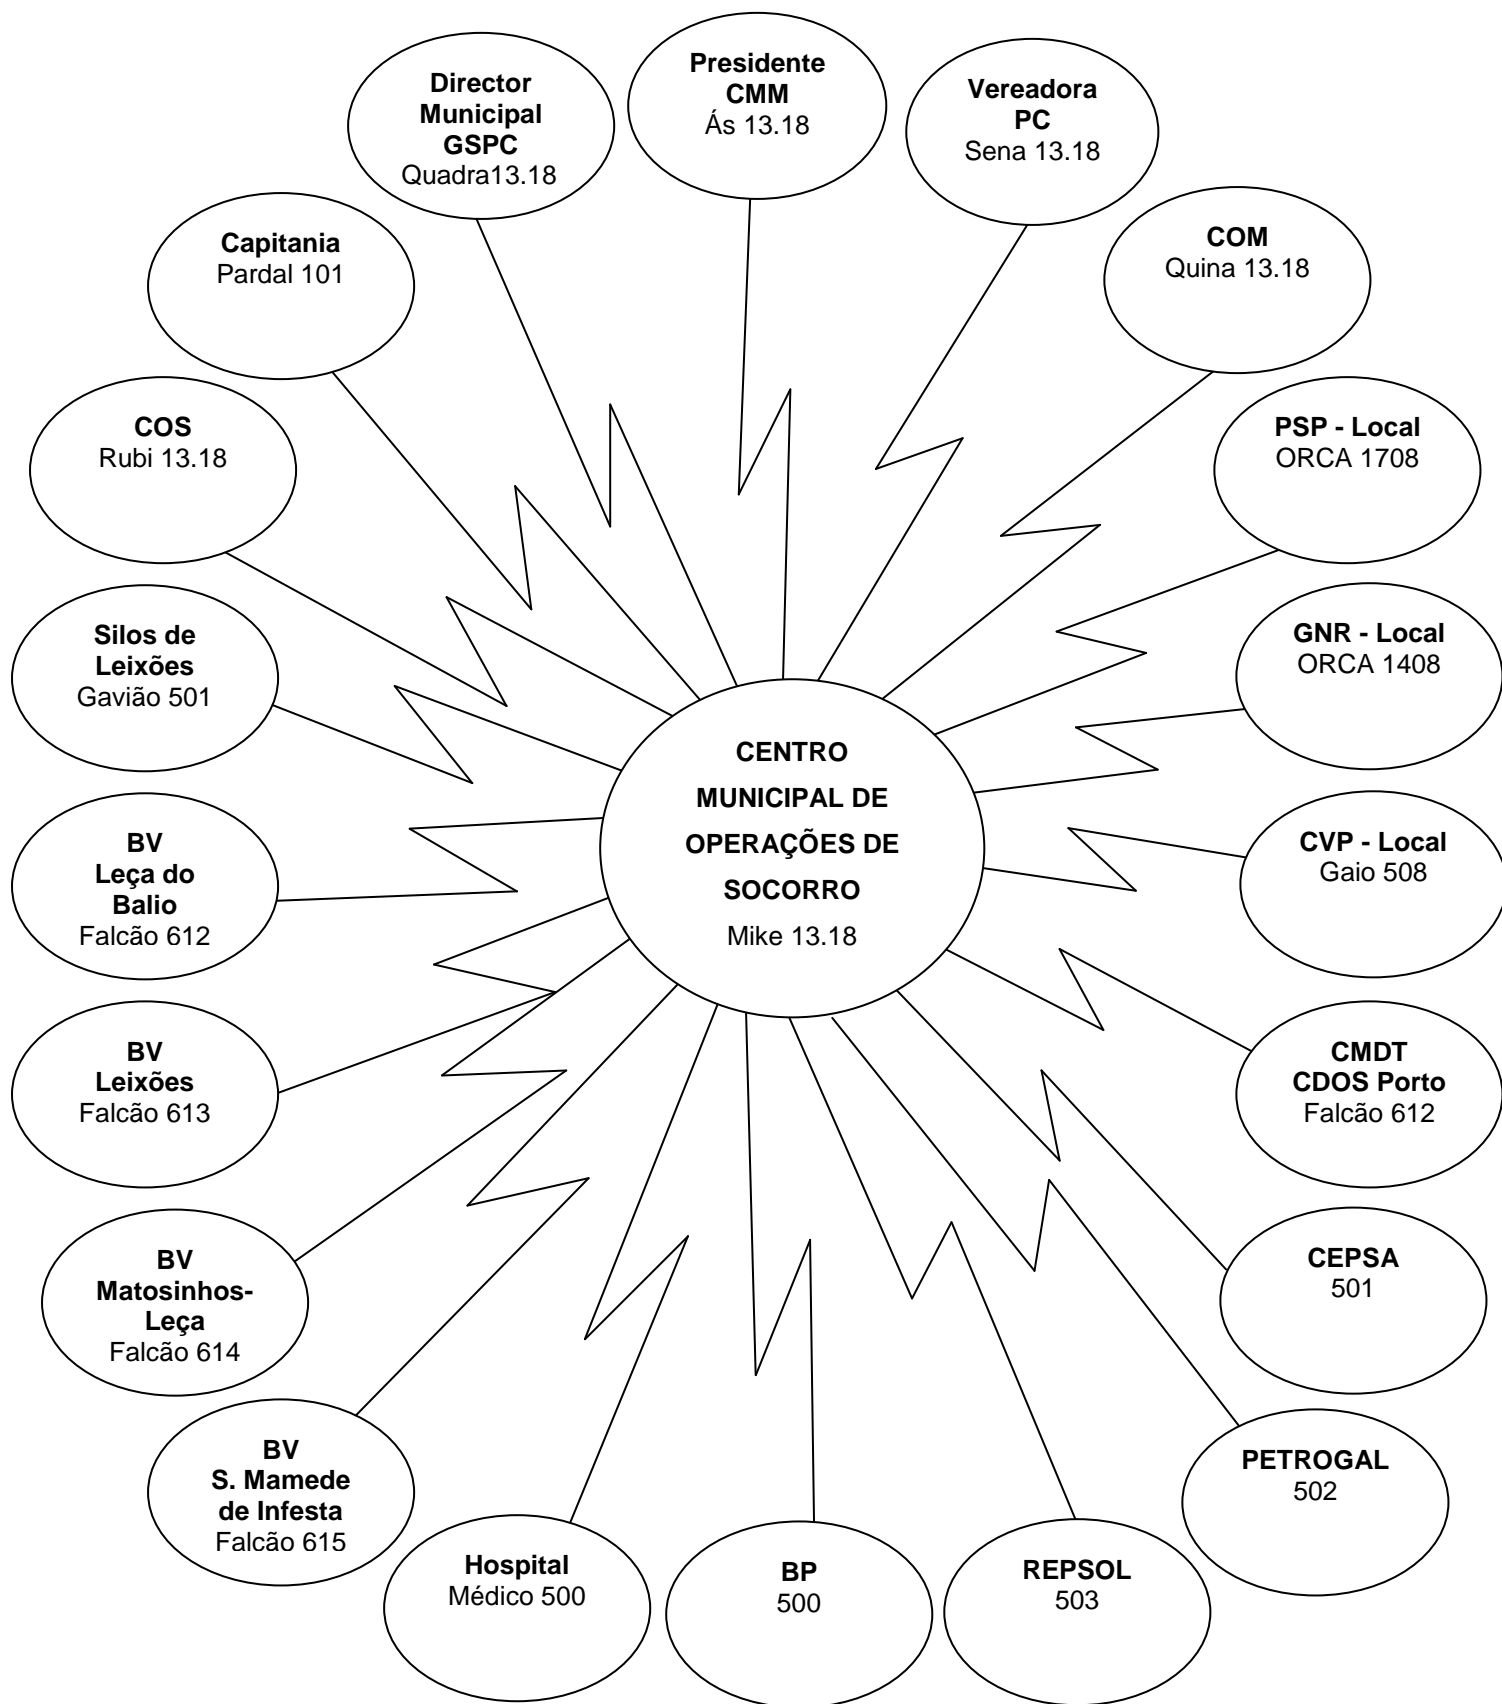 Presidente
CMM
Ás 13.18
Director
Municipal
GSPC
Quadra13.18
Vereadora
PC
Sena 13.18
Capitania
Pardal 101
COM
Quina 13.18
COS
Rubi 13.18
PSP - Local
ORCA 1708
Silos de
Leixões
Gavião 501
GNR - Local
ORCA 1408
CENTRO
MUNICIPAL DE
OPERAÇÕES DE
SOCORRO
Mike 13.18
BV
Leça do
Balio
Falcão 612
CVP - Local
Gaio 508
BV
Leixões
Falcão 613
CMDT
CDOS Porto
Falcão 612
BV
Matosinhos-
Leça
Falcão 614
CEPSA
501
BV
S. Mamede
de Infesta
Falcão 615
PETROGAL
502
Hospital
Médico 500
BP
500
REPSOL
503